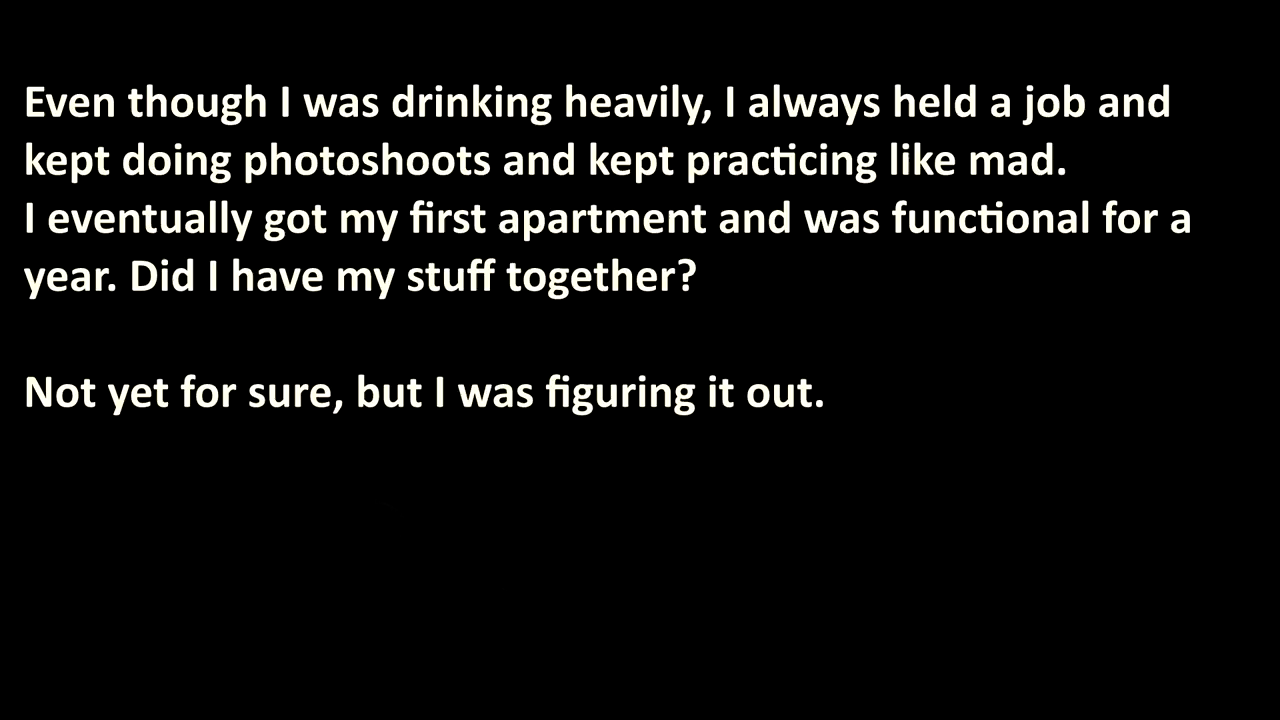 Even though I was drinking heavily, I always held a job and
kept doing photoshoots and kept practicing like mad.
I eventually got my first apartment and was functional for a
year. Did I have my stuff together?
Not yet for sure, but I was figuring it out.